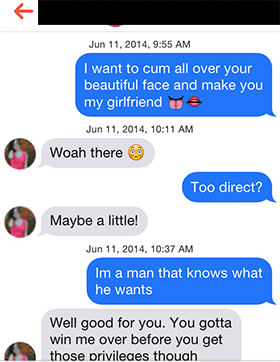 Jun 11, 2014, 9:55 AM
I want to cum all over your
beautiful face and make you
my girlfriend 👅💋
Jun 11, 2014, 10:11 AM
Woah there 😳
Too direct?
Maybe a little!
Jun 11, 2014, 10:37 AM
Im a man that knows what
he wants
Well good for you. You gotta
win me over before you get
those privileges though